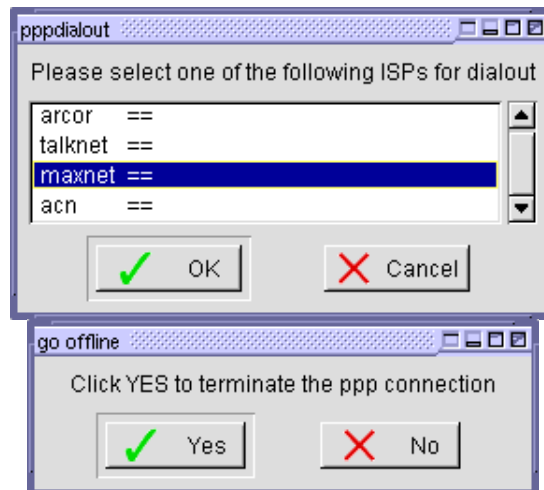 pppdialout
Please select one of the following ISPs for dialout
arcor ==
talknet ==
maxnet ==
acn ==
OK Cancel
go offline
Click YES to terminate the ppp connection
Yes No